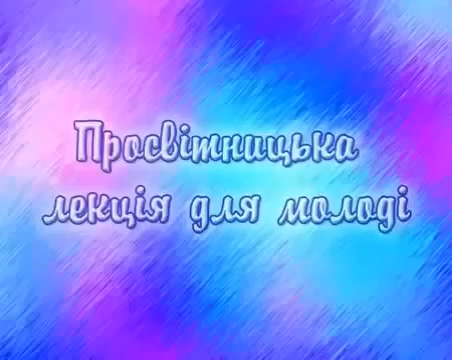 Просвітницька
лекція для молоді